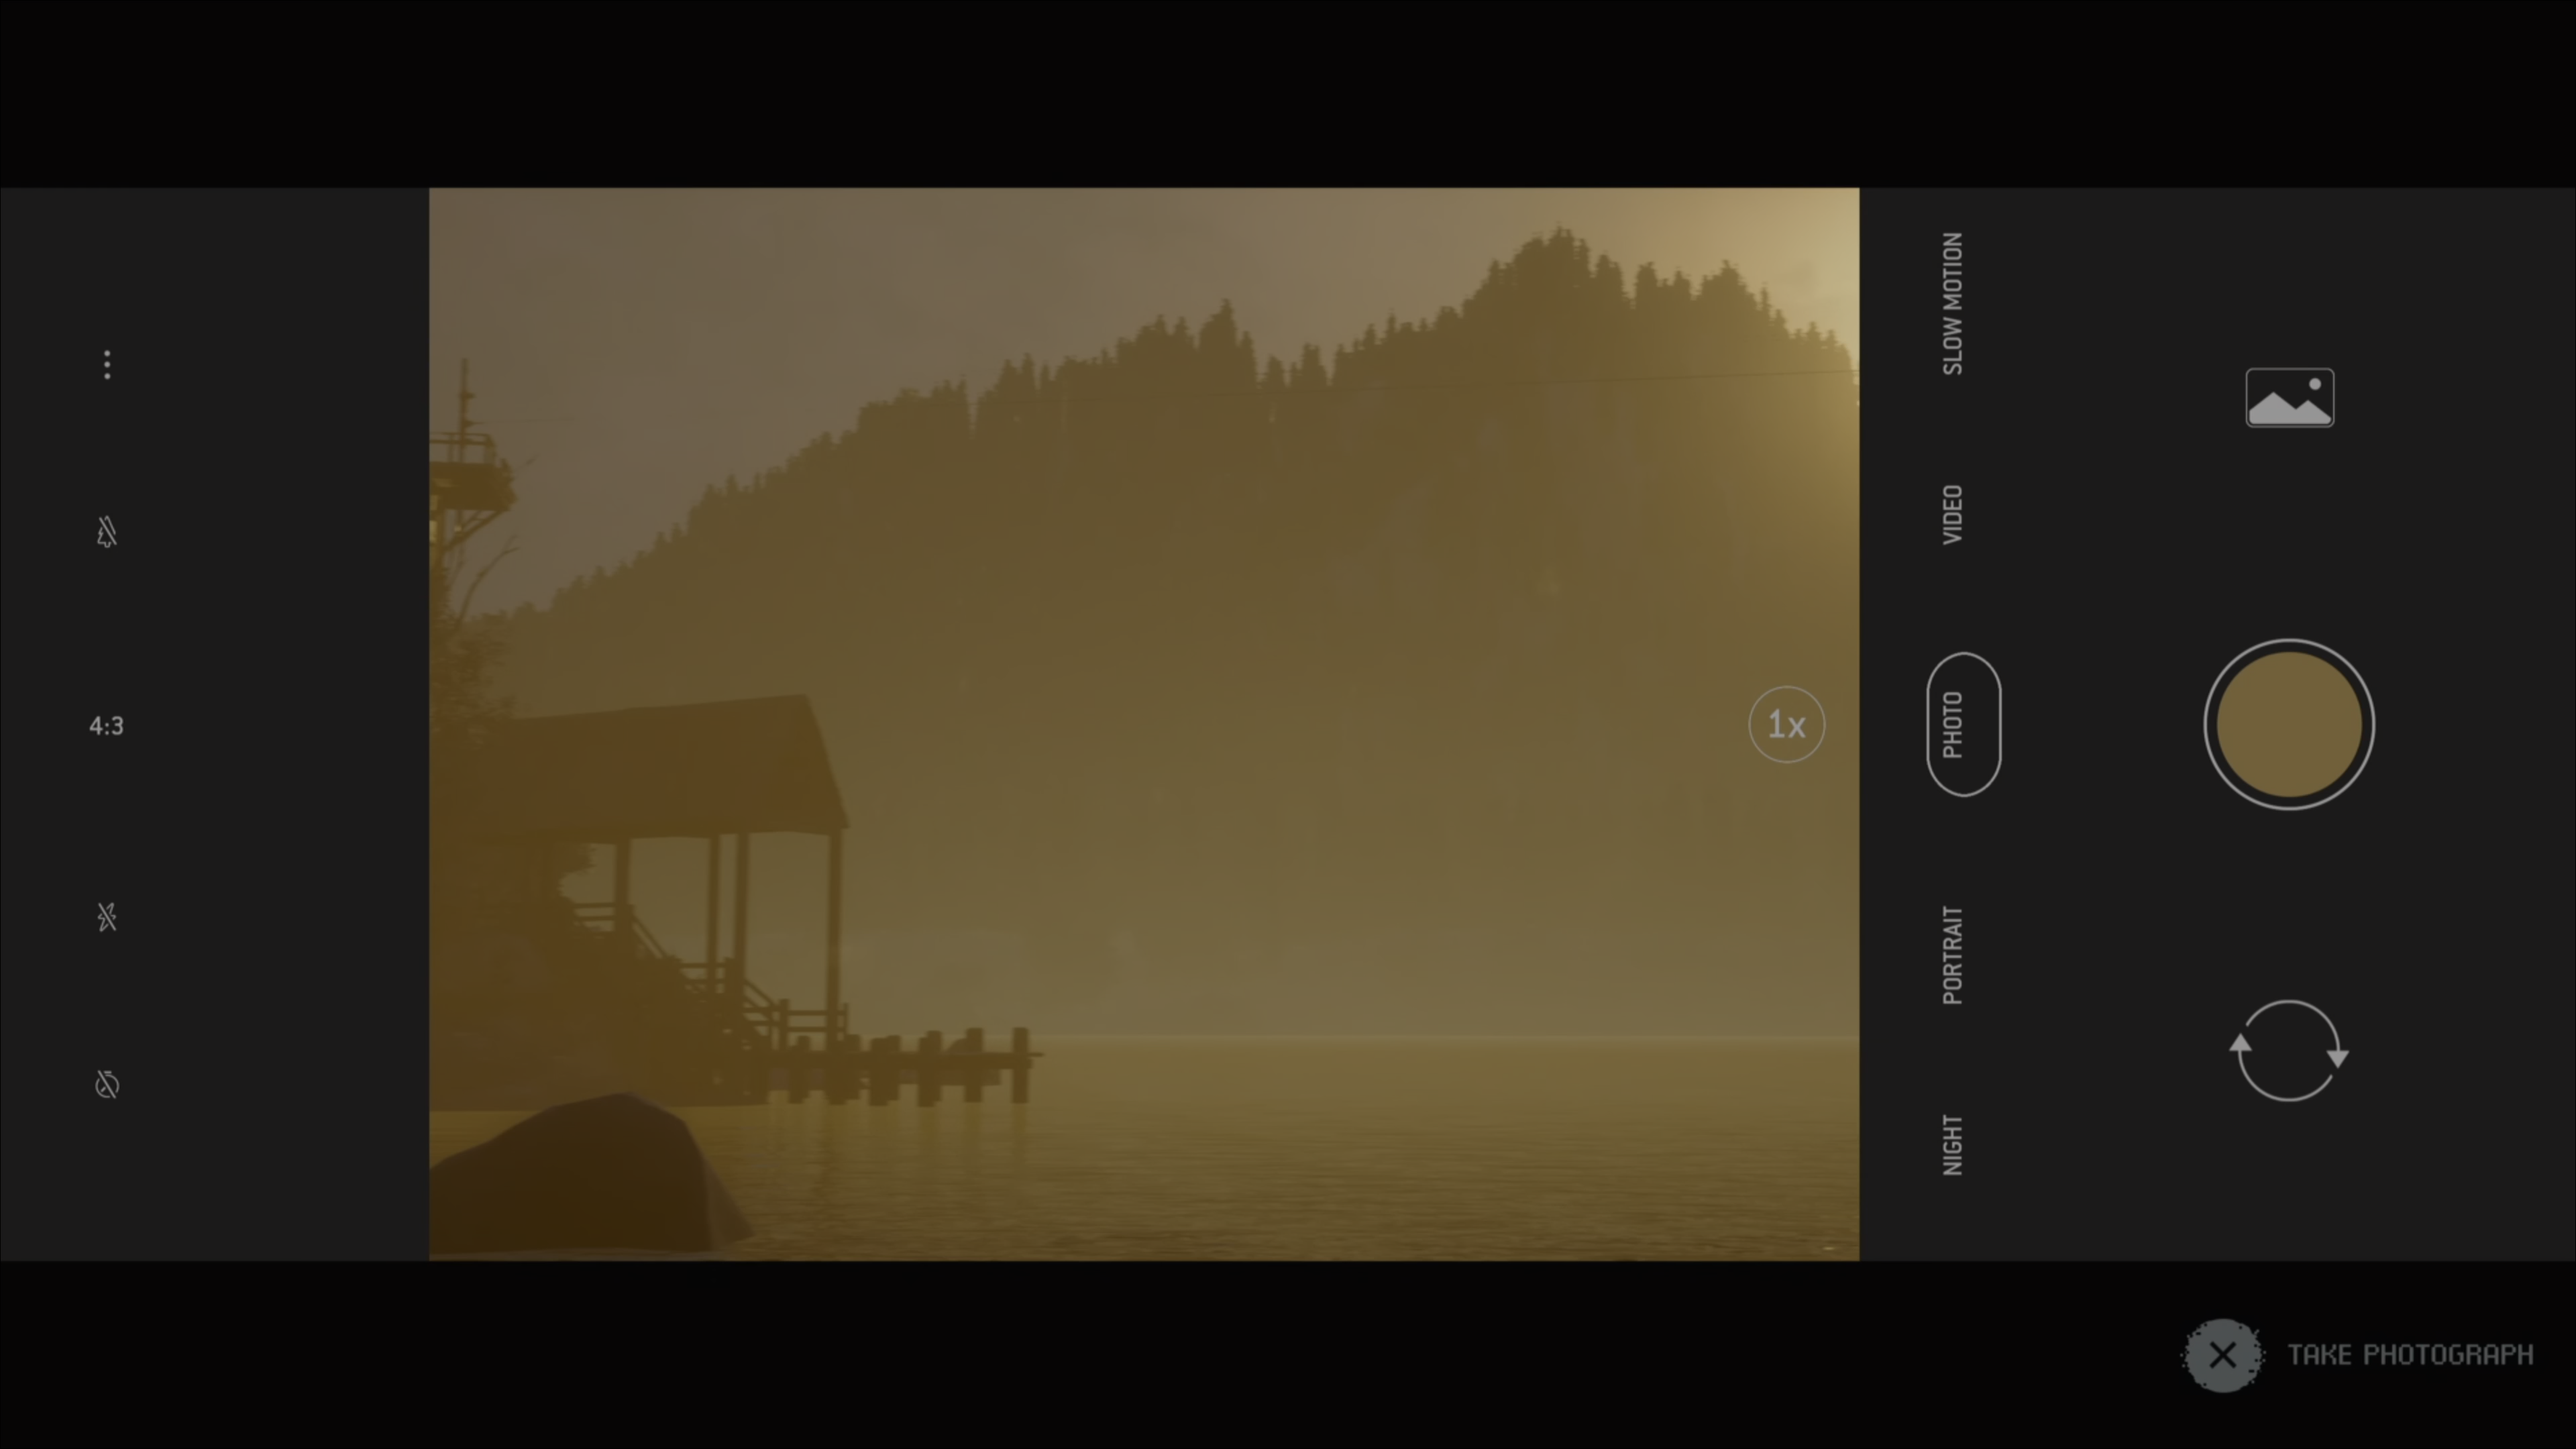 SLOW MOTION
VIDEO
4:3
1x
PHOTO
PORTRAIT
NIGHT
TAKE PHOTOGRAPH